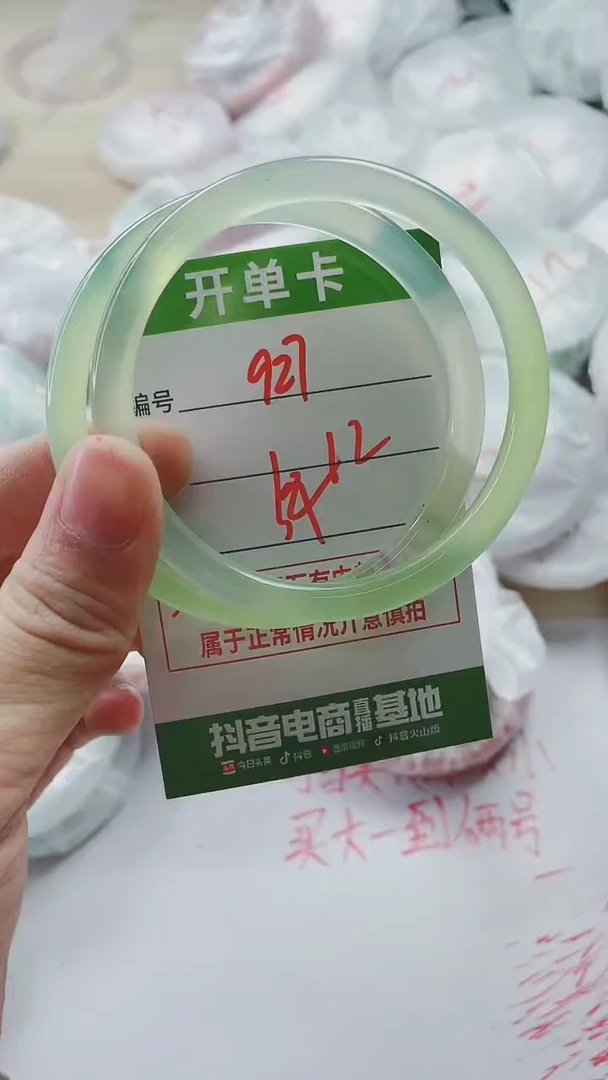 开单卡
编号 927
54.12
属于正常情况介意慎拍
抖音电商直播基地
今日头条 抖音 西瓜视频 抖音火山版
买大一到俩号